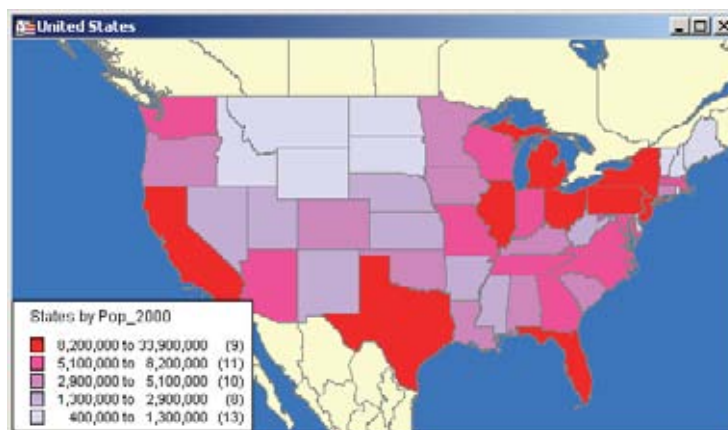 United States
States by Pop_2000
8,200,000 to 33,900,000 (9)
5,100,000 to 8,200,000 (11)
2,900,000 to 5,100,000 (10)
1,300,000 to 2,900,000 (8)
400,000 to 1,300,000 (13)